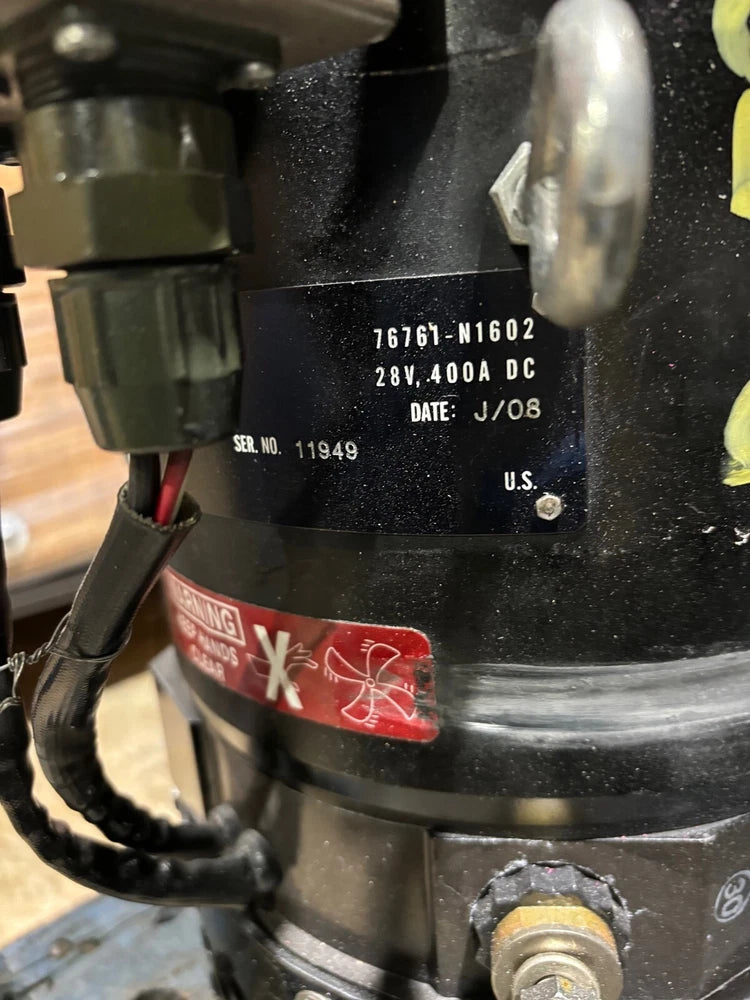 76761-N1602
28V, 400A DC
DATE: J/08
SER. NO. 11949
U.S.
WARNING
KEEP HANDS
CLEAR
30